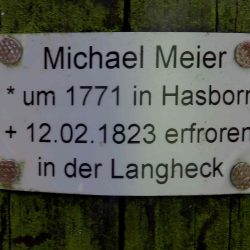 Michael Meier
* um 1771 in Hasborn
+ 12.02.1823 erfroren
in der Langheck